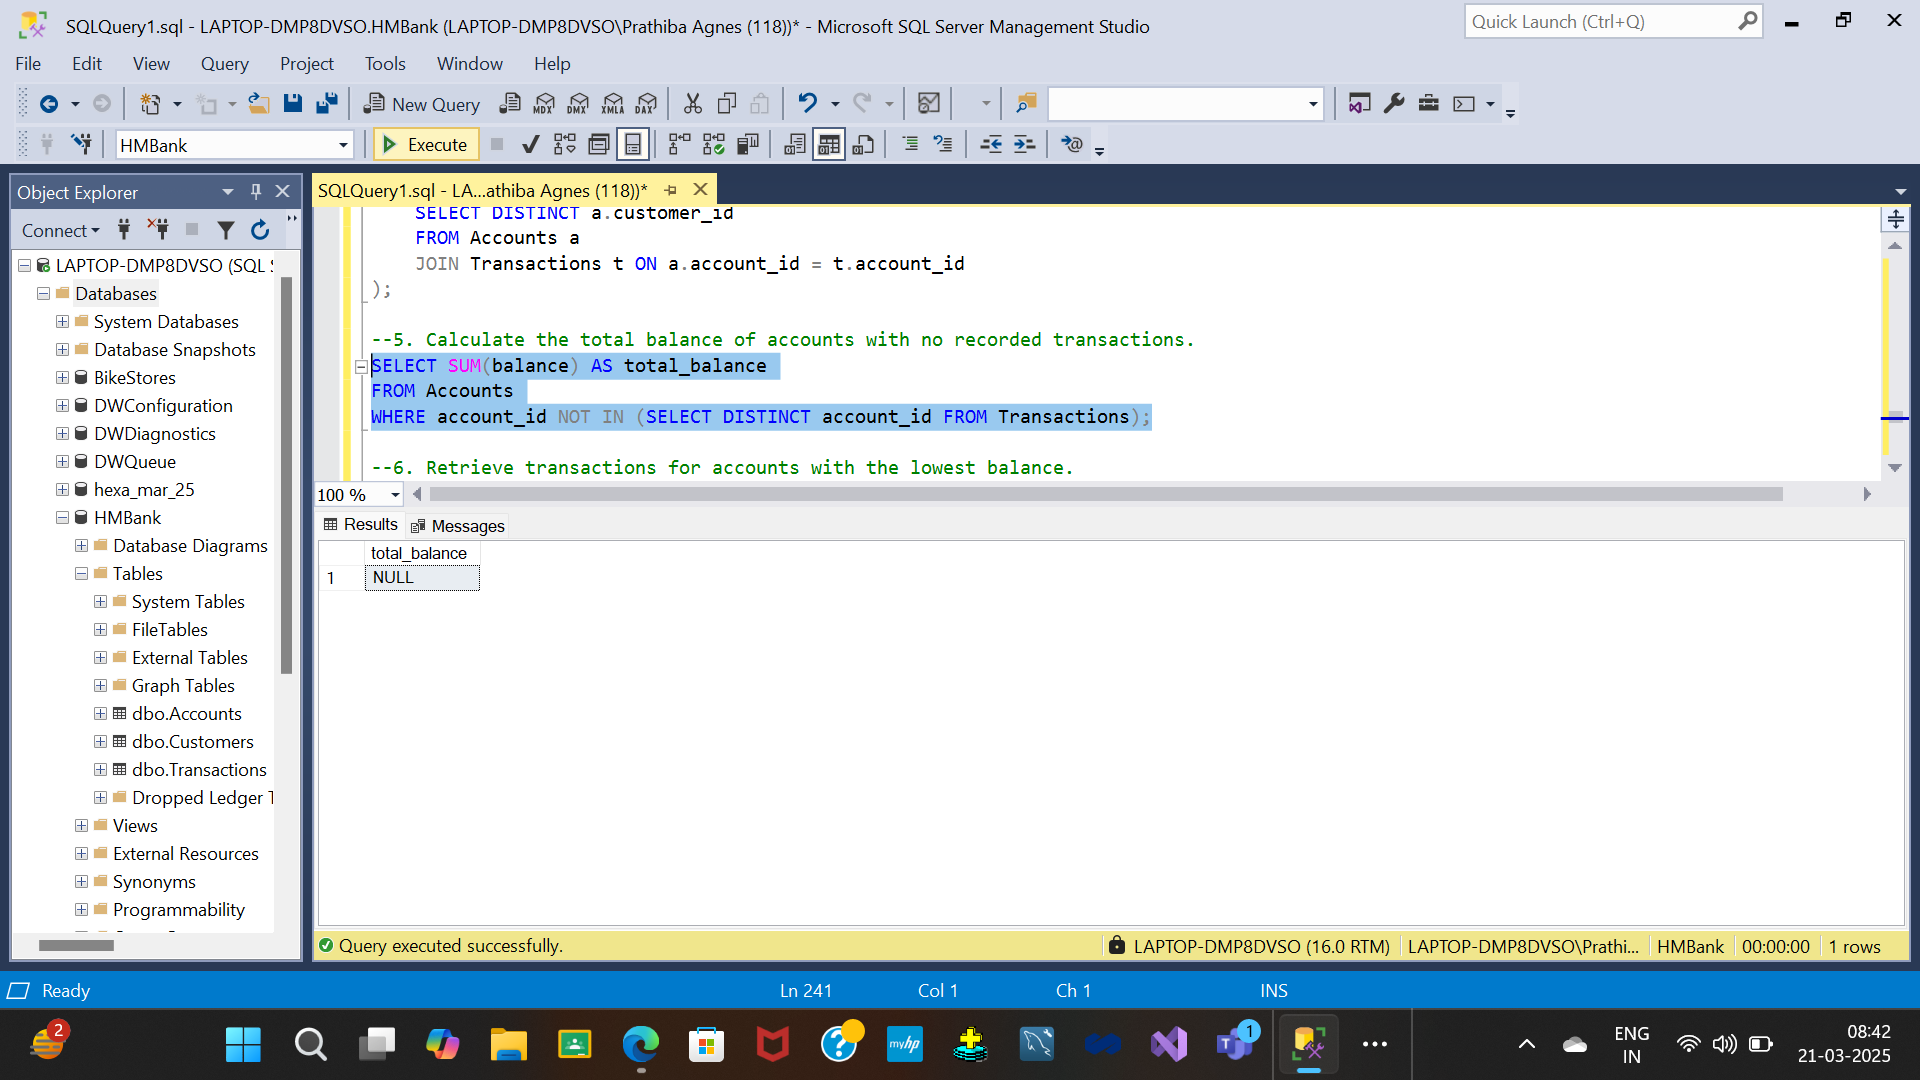 SQLQuery1.sql - LAPTOP-DMP8DVSO.HMBank (LAPTOP-DMP8DVSO\Prathiba Agnes (118))* - Microsoft SQL Server Management Studio
Quick Launch (Ctrl+Q)
File Edit View Query Project Tools Window Help
New Query MDX DMX XMLA DAX
HMBank Execute
Object Explorer
Connect
LAPTOP-DMP8DVSO (SQL S
Databases
System Databases
Database Snapshots
BikeStores
DWConfiguration
DWDiagnostics
DWQueue
hexa_mar_25
HMBank
Database Diagrams
Tables
System Tables
FileTables
External Tables
Graph Tables
dbo.Accounts
dbo.Customers
dbo.Transactions
Dropped Ledger T
Views
External Resources
Synonyms
Programmability
SQLQuery1.sql - LA...athiba Agnes (118))*
SELECT DISTINCT a.customer_id
FROM Accounts a
JOIN Transactions t ON a.account_id = t.account_id
);
--5. Calculate the total balance of accounts with no recorded transactions.
SELECT SUM(balance) AS total_balance
FROM Accounts
WHERE account_id NOT IN (SELECT DISTINCT account_id FROM Transactions);
--6. Retrieve transactions for accounts with the lowest balance.
100 %
Results Messages
total_balance
1 NULL
Query executed successfully. LAPTOP-DMP8DVSO (16.0 RTM) LAPTOP-DMP8DVSO\Prathi... HMBank 00:00:00 1 rows
Ready Ln 241 Col 1 Ch 1 INS
2
myhp
1
ENG
IN
08:42
21-03-2025